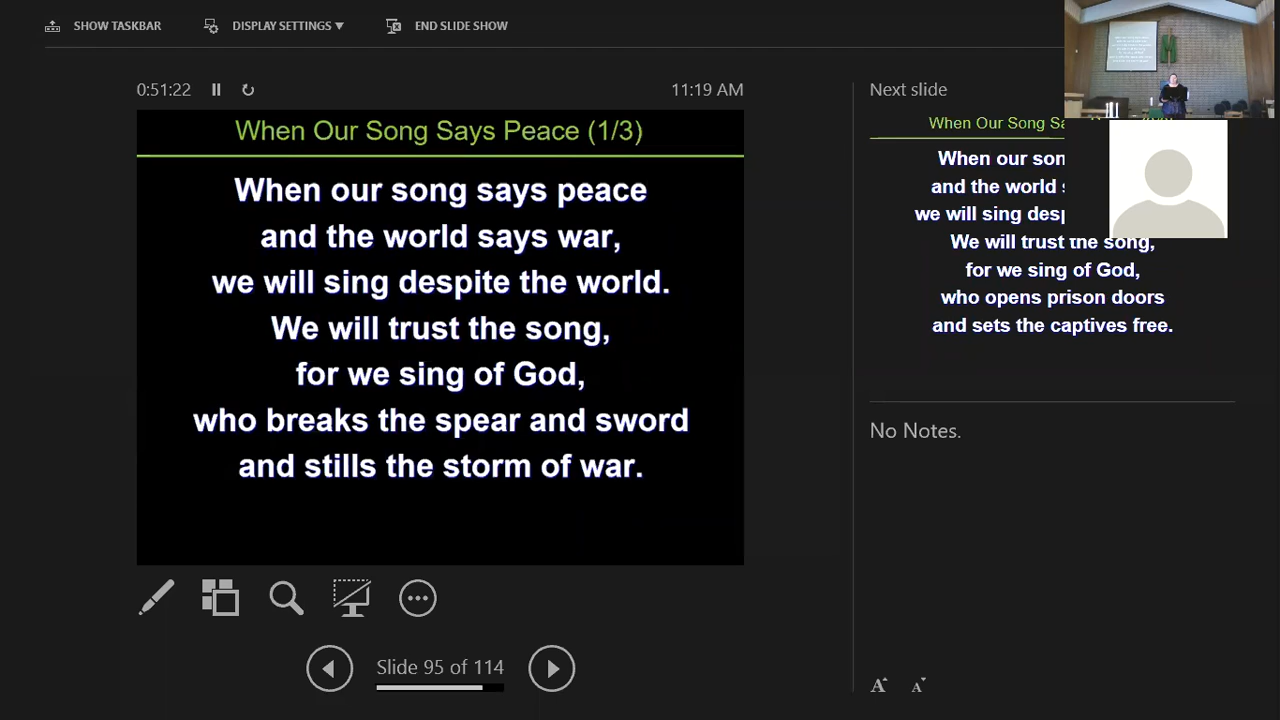 SHOW TASKBAR
DISPLAY SETTINGS
END SLIDE SHOW
0:51:22
11:19 AM
When Our Song Says Peace (1/3)
When our song says peace
and the world says war,
we will sing despite the world.
We will trust the song,
for we sing of God,
who breaks the spear and sword
and stills the storm of war.
Slide 95 of 114
Next slide
When Our Song
When our
and the world
we will sing
We will trust the song,
for we sing of God,
who opens prison doors
and sets the captives free.
No Notes.
A A